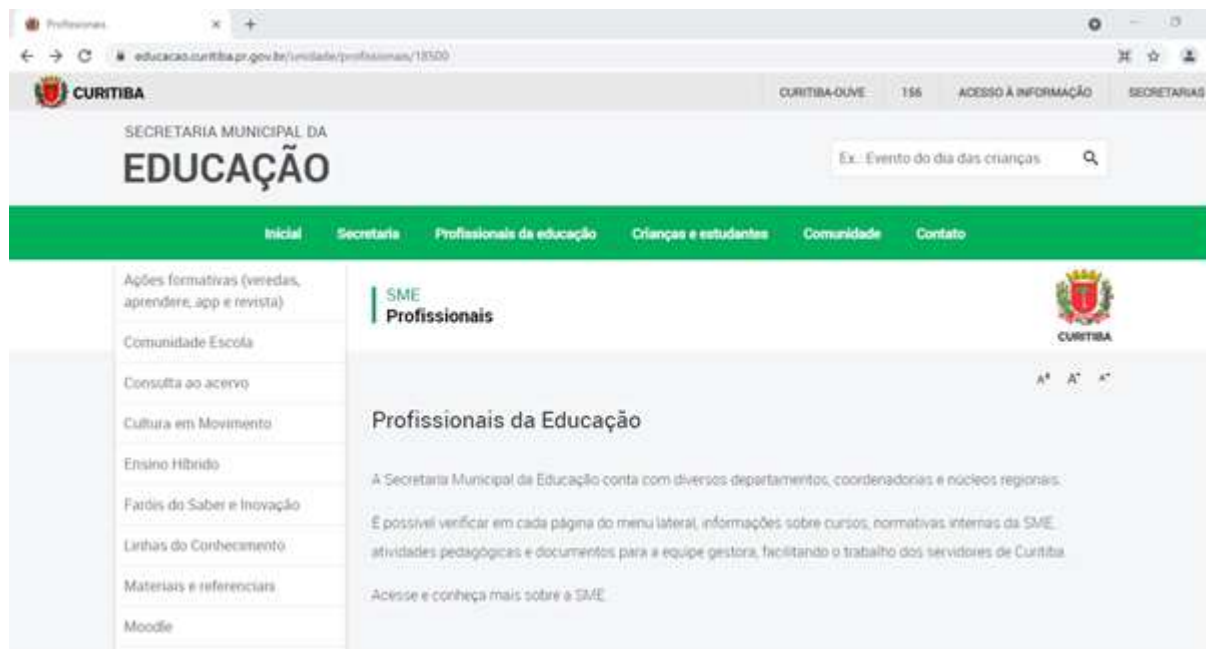 Profissionais
educacao.curitiba.pr.gov.br/unidade/profissionais/18500
CURITIBA
CURITIBA-OUVE 156 ACESSO À INFORMAÇÃO SECRETARIAS
SECRETARIA MUNICIPAL DA
EDUCAÇÃO
Ex.: Evento do dia das crianças
Inicial Secretaria Profissionais da educação Crianças e estudantes Comunidade Contato
Ações formativas (veredas,
aprendere, app e revista)
Comunidade Escola
Consulta ao acervo
Cultura em Movimento
Ensino Híbrido
Faróis do Saber e Inovação
Linhas do Conhecimento
Materiais e referenciais
Moodle
SME
Profissionais
CURITIBA
A+ A- A-
Profissionais da Educação
A Secretaria Municipal da Educação conta com diversos departamentos, coordenadorias e núcleos regionais.
É possível verificar em cada página do menu lateral, informações sobre cursos, normativas internas da SME,
atividades pedagógicas e documentos para a equipe gestora, facilitando o trabalho dos servidores de Curitiba.
Acesse e conheça mais sobre a SME.